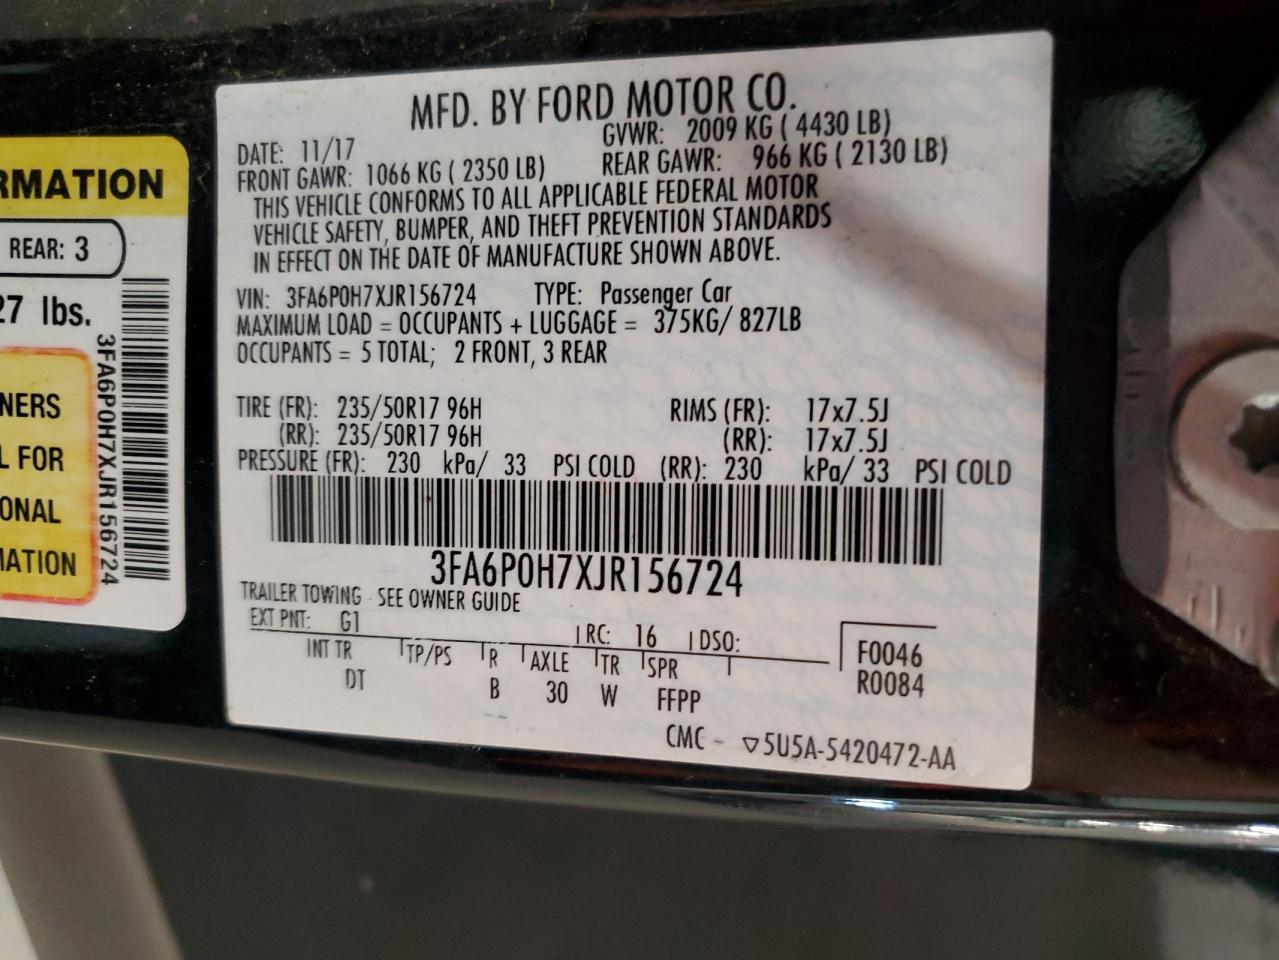 RMATION
REAR: 3
27 lbs.
NERS
L FOR
ONAL
MATION
3FA6P0H7XJR156724
MFD. BY FORD MOTOR CO.
DATE: 11/17 GVWR: 2009 KG ( 4430 LB)
FRONT GAWR: 1066 KG ( 2350 LB) REAR GAWR: 966 KG ( 2130 LB)
THIS VEHICLE CONFORMS TO ALL APPLICABLE FEDERAL MOTOR
VEHICLE SAFETY, BUMPER, AND THEFT PREVENTION STANDARDS
IN EFFECT ON THE DATE OF MANUFACTURE SHOWN ABOVE.
VIN: 3FA6P0H7XJR156724 TYPE: Passenger Car
MAXIMUM LOAD = OCCUPANTS + LUGGAGE = 375KG/ 827LB
OCCUPANTS = 5 TOTAL; 2 FRONT, 3 REAR
TIRE (FR): 235/50R17 96H RIMS (FR): 17x7.5J
(RR): 235/50R17 96H (RR): 17x7.5J
PRESSURE (FR): 230 kPa/ 33 PSI COLD (RR): 230 kPa/ 33 PSI COLD
3FA6P0H7XJR156724
TRAILER TOWING SEE OWNER GUIDE
EXT PNT: G1 RC: 16 DSO: F0046
INT TR TP/PS R AXLE TR SPR R0084
DT B 30 W FFPP
CMC - ▽5U5A-5420472-AA